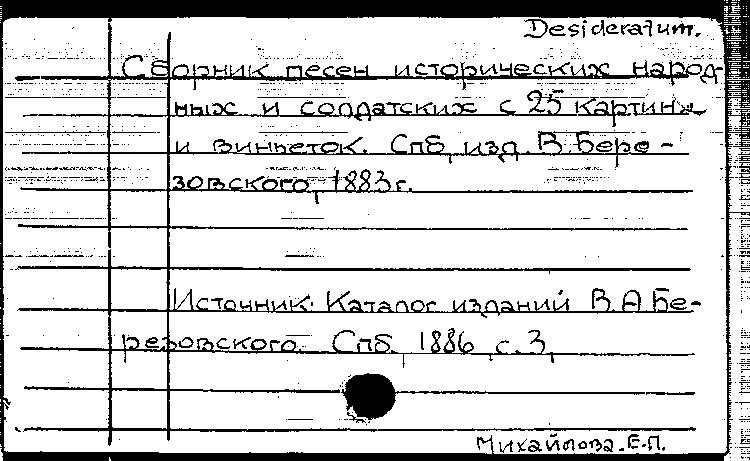 Desideratum.
Сборник песен исторических народ-
ных и солдатских с 25 картин.
и виньеток. Спб, изд. В. Бере-
зовского, 1883 г.
Источник: Каталог изданий В. А. Бе-
резовского. Спб., 1886, с. 3,
Михайлова. Е.П.